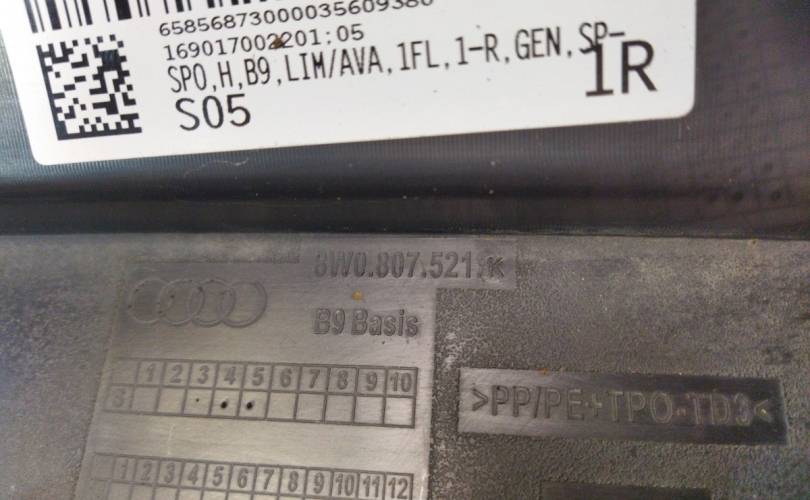 65856873000035609380
169017002201:05
SPO,H,B9,LIM/AVA,1FL,1-R,GEN,SP-
S05
1R
8W0.807.521.K
B9 Basis
1 2 3 4 5 6 7 8 9 10
S
>PP/PE+TPO-TD3<
1 2 3 4 5 6 7 8 9 10 11 12